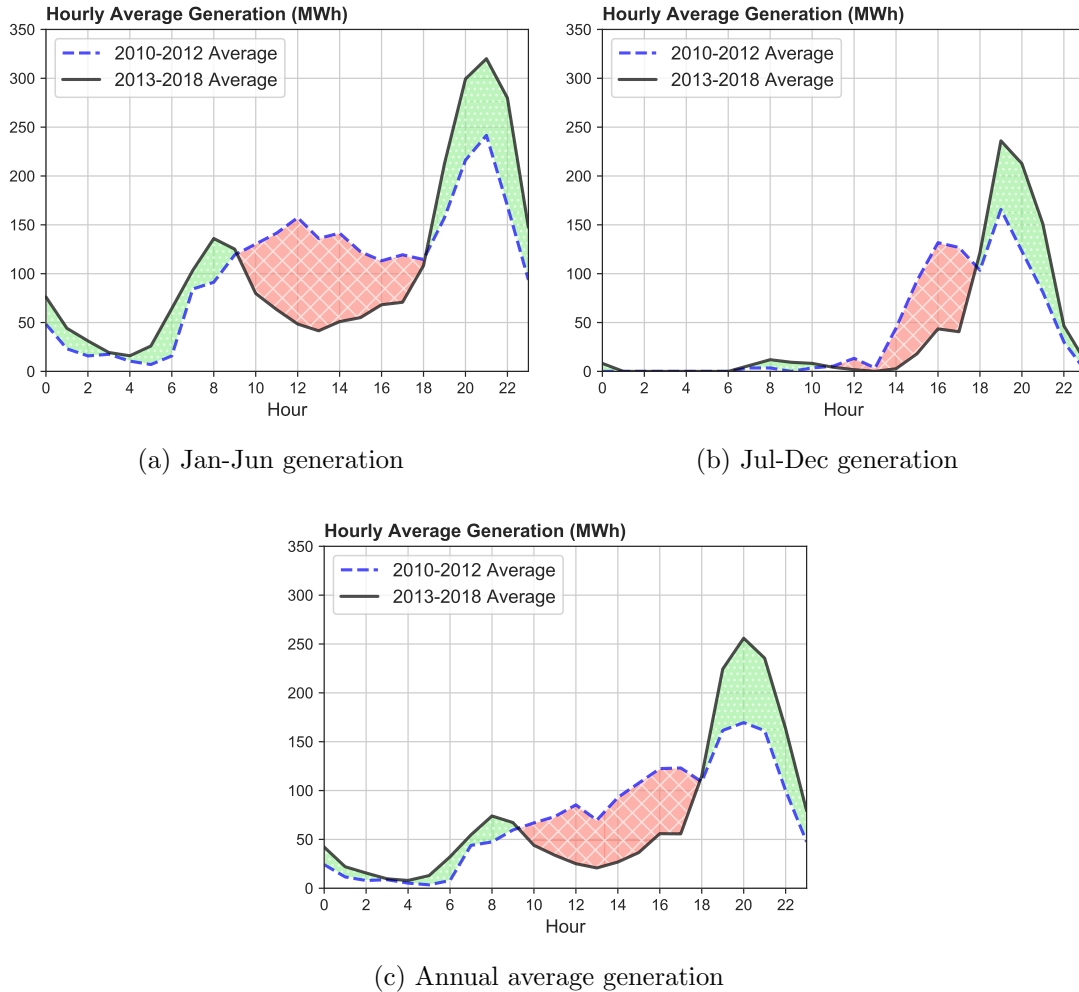 Hourly Average Generation (MWh)
350
300
250
200
150
100
50
0
2010-2012 Average
2013-2018 Average
0 2 4 6 8 10 12 14 16 18 20 22
Hour
(a) Jan-Jun generation
Hourly Average Generation (MWh)
350
300
250
200
150
100
50
0
2010-2012 Average
2013-2018 Average
0 2 4 6 8 10 12 14 16 18 20 22
Hour
(b) Jul-Dec generation
Hourly Average Generation (MWh)
350
300
250
200
150
100
50
0
2010-2012 Average
2013-2018 Average
0 2 4 6 8 10 12 14 16 18 20 22
Hour
(c) Annual average generation